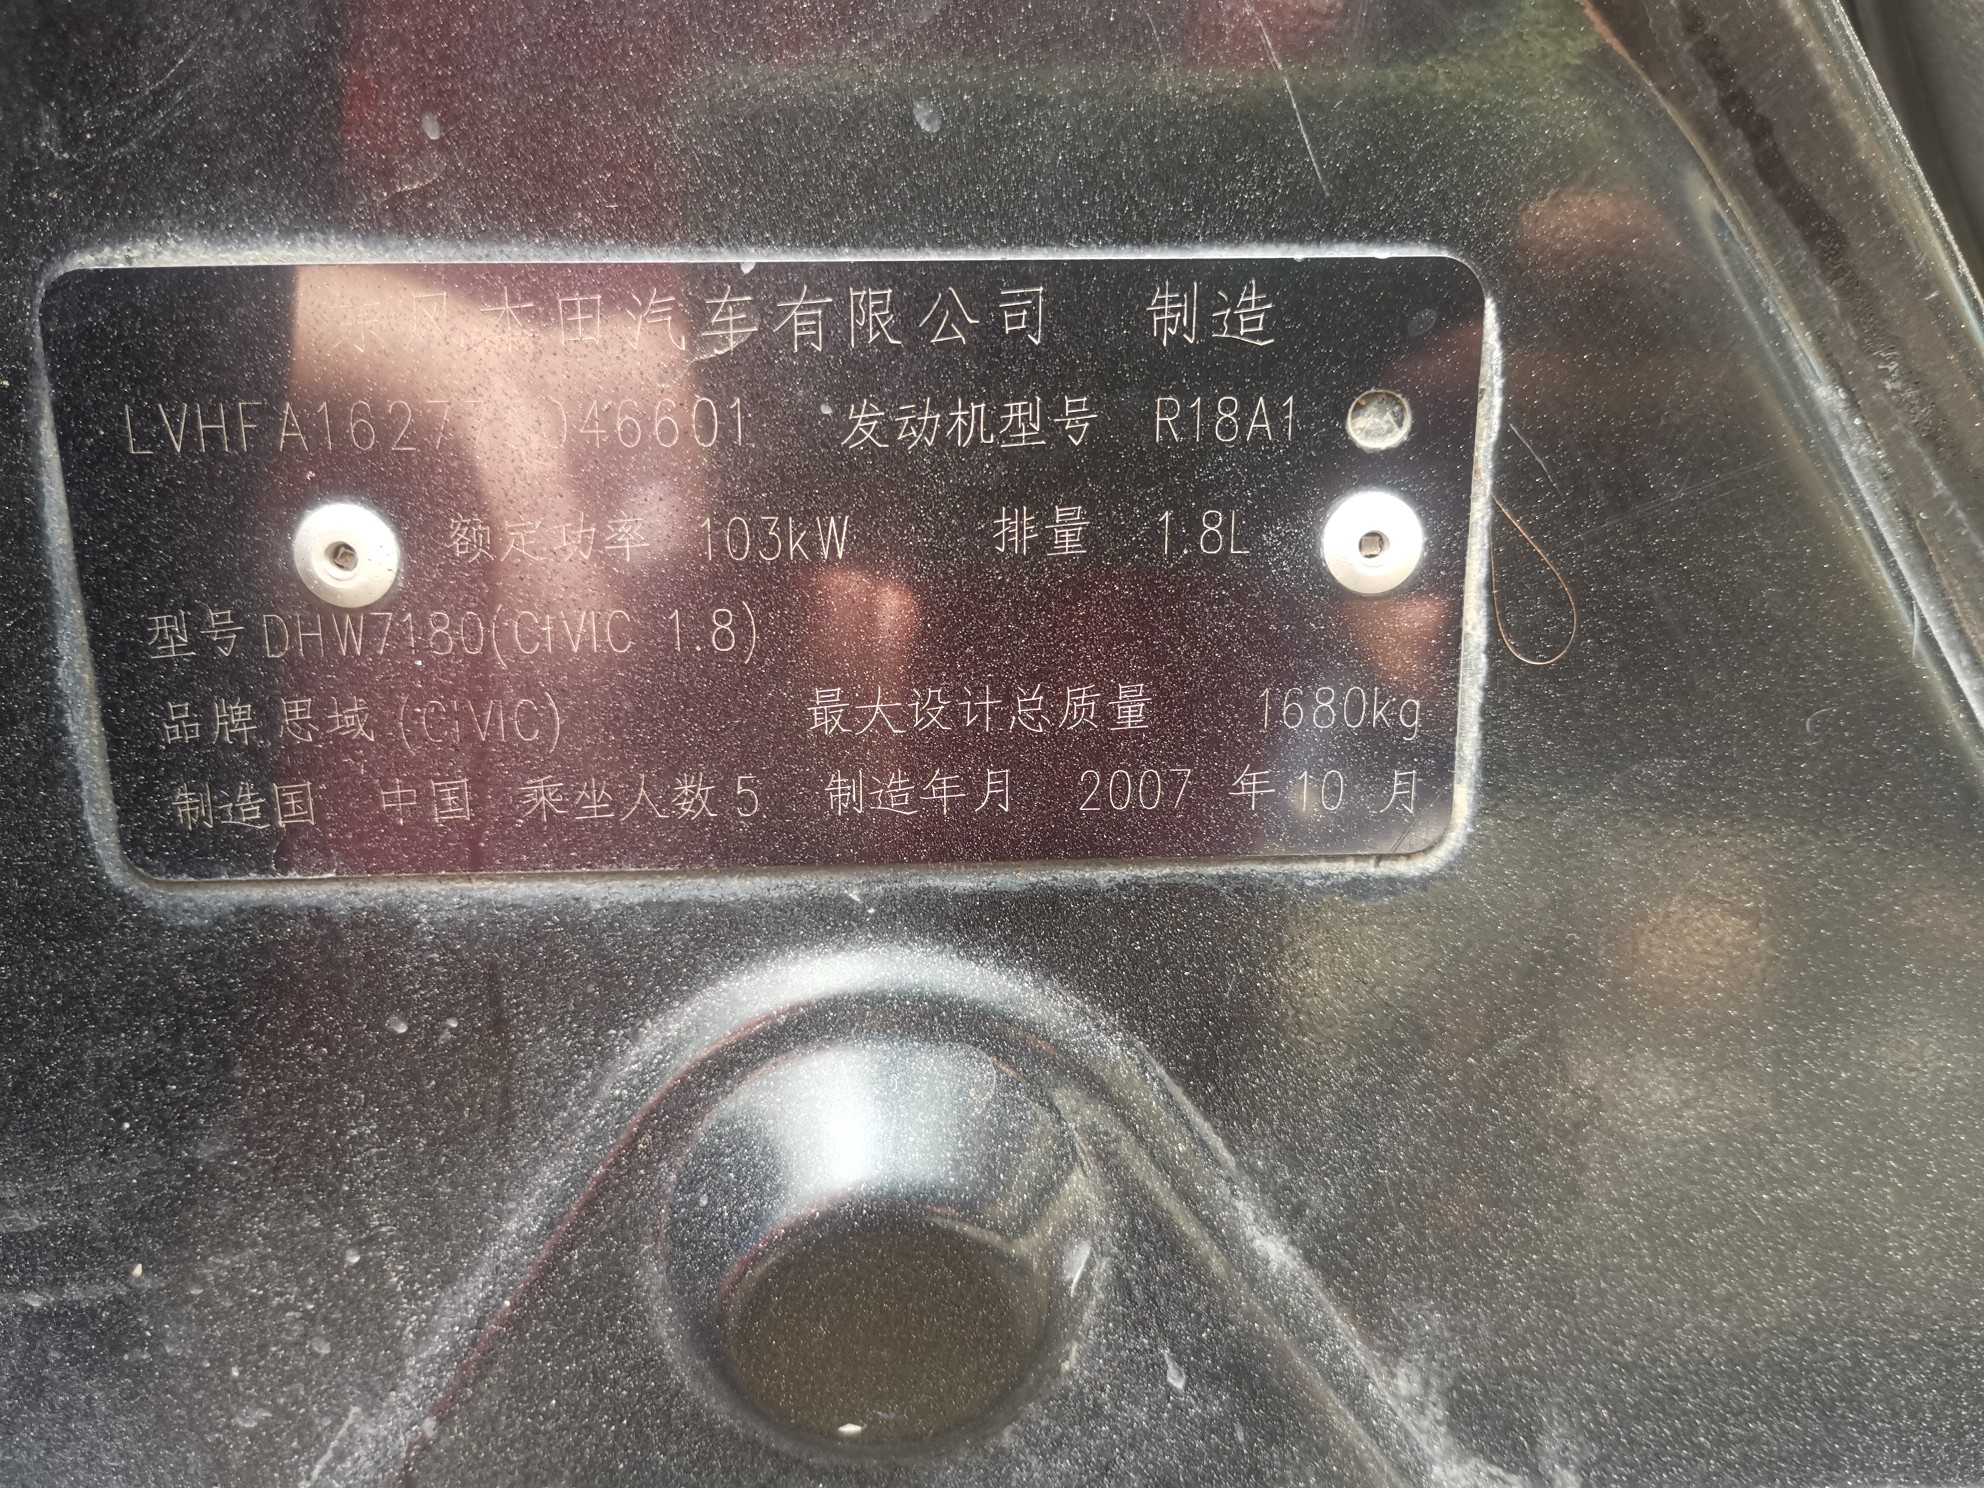 东风本田汽车有限公司 制造
发动机型号 R18A1
额定功率 103kW 排量 1.8L
型号 DHW7180(CIVIC 1.8)
品牌 思域 (CIVIC) 最大设计总质量 1680kg
制造国 中国 乘坐人数 5 制造年月 2007 年 10 月